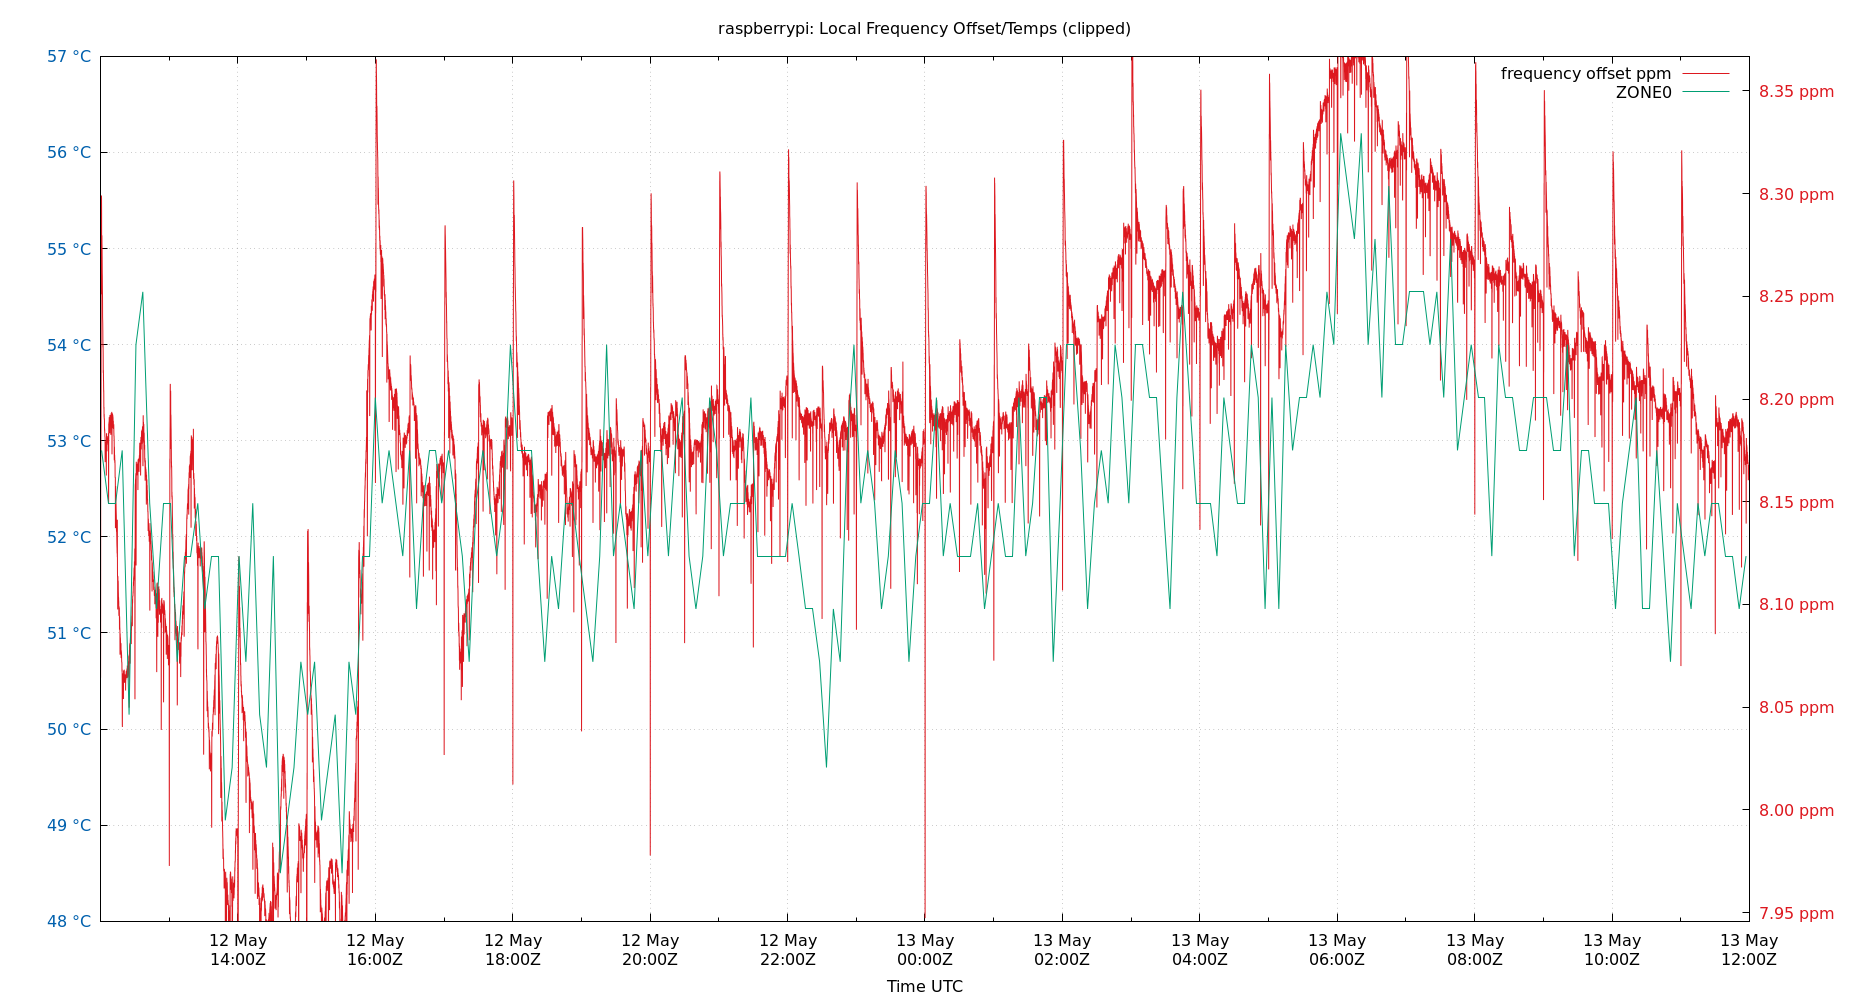 raspberrypi: Local Frequency Offset/Temps (clipped)
frequency offset ppm
ZONE0
57 °C
56 °C
55 °C
54 °C
53 °C
52 °C
51 °C
50 °C
49 °C
48 °C
8.35 ppm
8.30 ppm
8.25 ppm
8.20 ppm
8.15 ppm
8.10 ppm
8.05 ppm
8.00 ppm
7.95 ppm
12 May
14:00Z
12 May
16:00Z
12 May
18:00Z
12 May
20:00Z
12 May
22:00Z
13 May
00:00Z
13 May
02:00Z
13 May
04:00Z
13 May
06:00Z
13 May
08:00Z
13 May
10:00Z
13 May
12:00Z
Time UTC